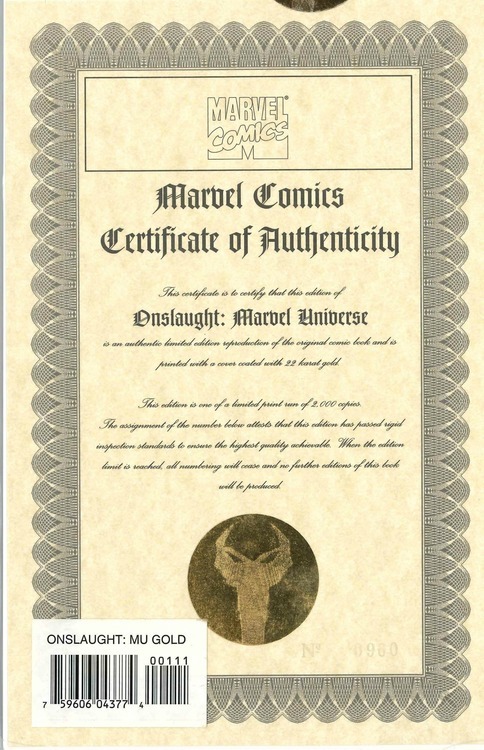 MARVEL®
COMICS
M
Marvel Comics
Certificate of Authenticity
This certificate is to certify that this edition of
Onslaught: Marvel Universe
is an authentic limited edition reproduction of the original comic book and is
printed with a cover coated with 22 karat gold.
This edition is one of a limited print run of 2,000 copies.
The assignment of the number below attests that this edition has passed rigid
inspection standards to ensure the highest quality achievable. When the edition
limit is reached, all numbering will cease and no further editions of this book
will be produced.
Nº 0960
ONSLAUGHT: MU GOLD
00111
7 59606 04377 4